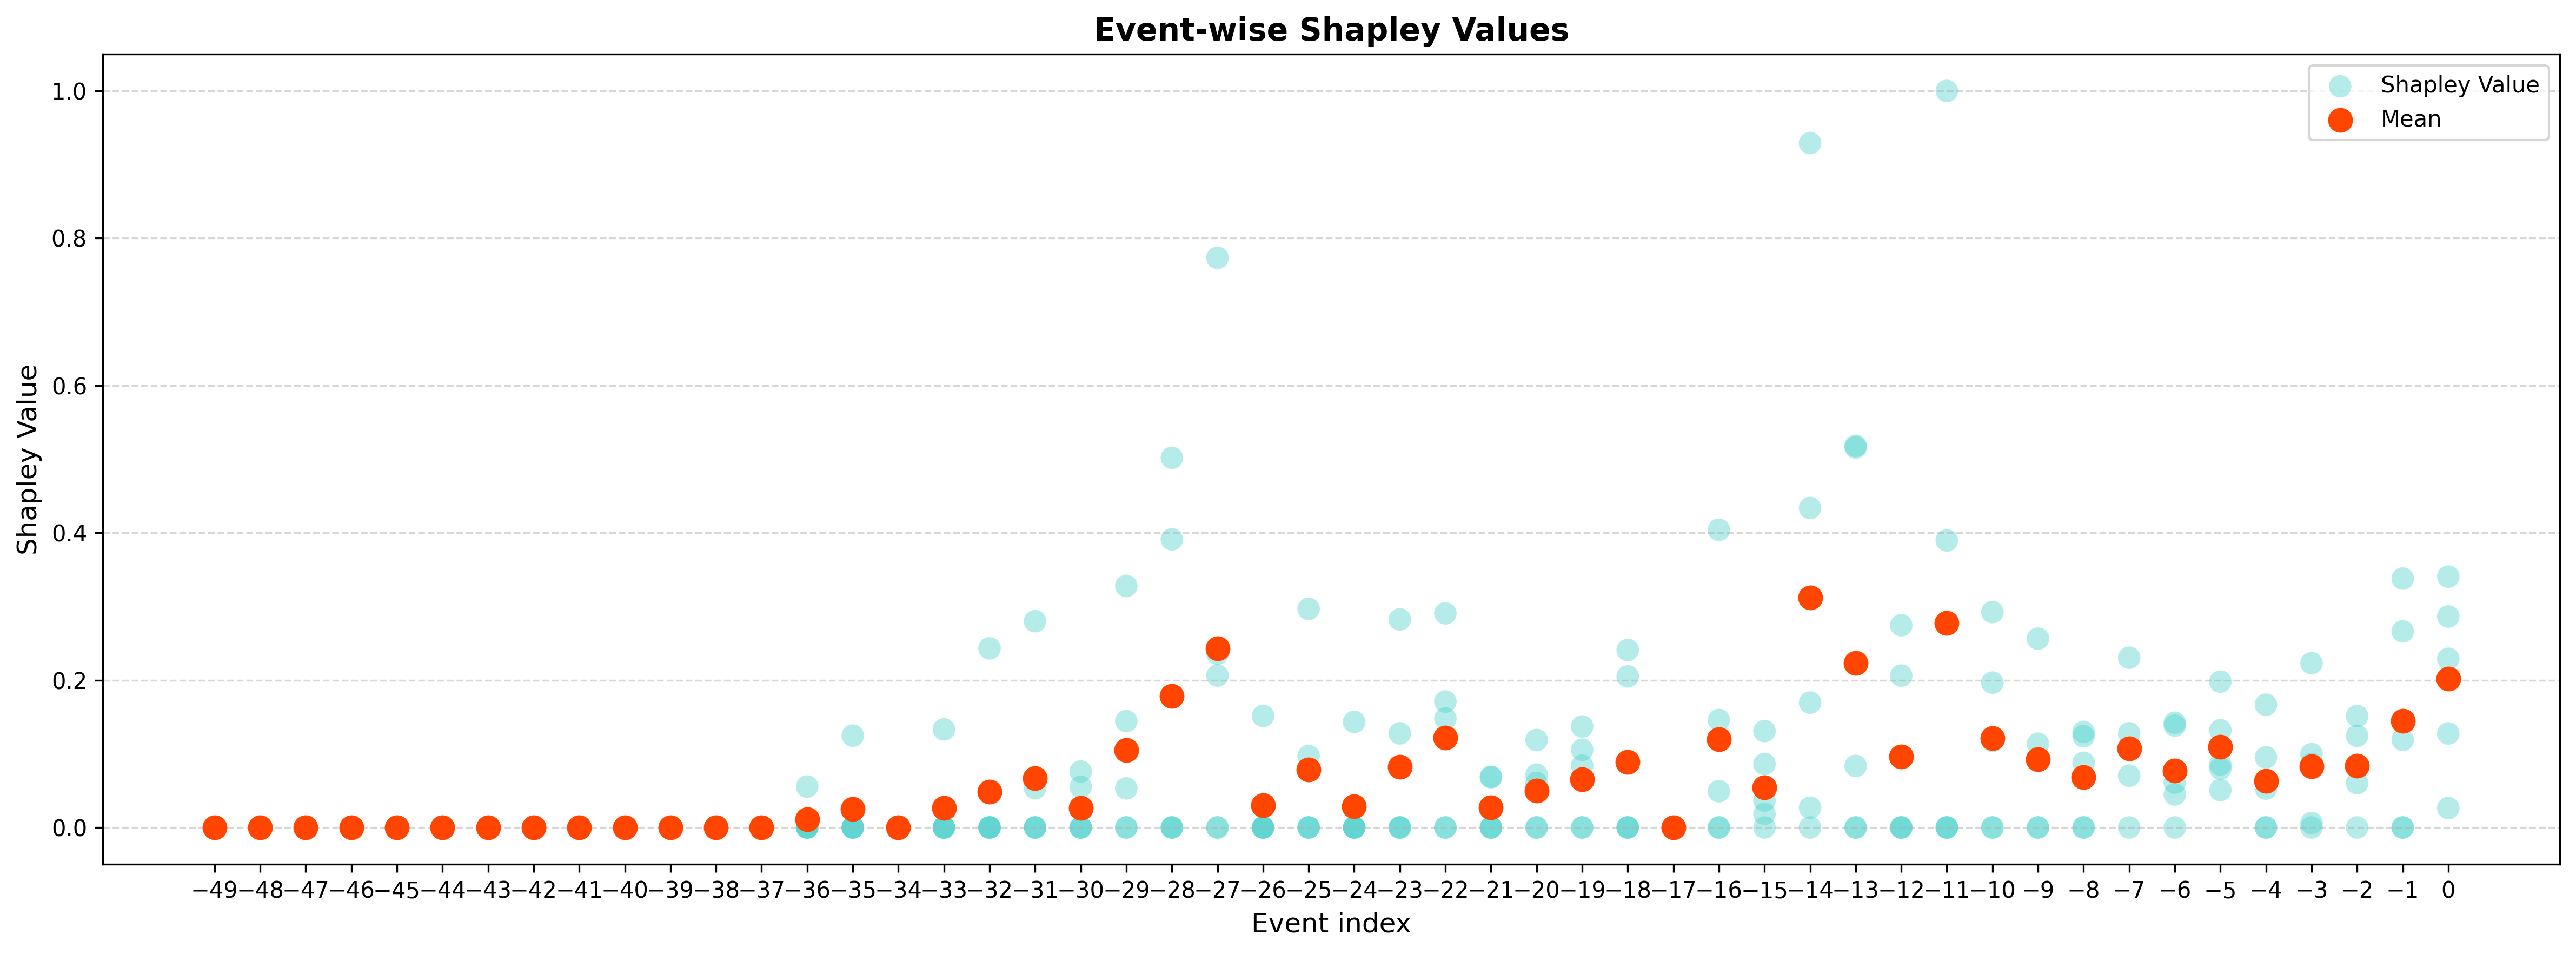 Event-wise Shapley Values
Shapley Value
Mean
Shapley Value
1.0
0.8
0.6
0.4
0.2
0.0
−49 −48 −47 −46 −45 −44 −43 −42 −41 −40 −39 −38 −37 −36 −35 −34 −33 −32 −31 −30 −29 −28 −27 −26 −25 −24 −23 −22 −21 −20 −19 −18 −17 −16 −15 −14 −13 −12 −11 −10 −9 −8 −7 −6 −5 −4 −3 −2 −1 0
Event index